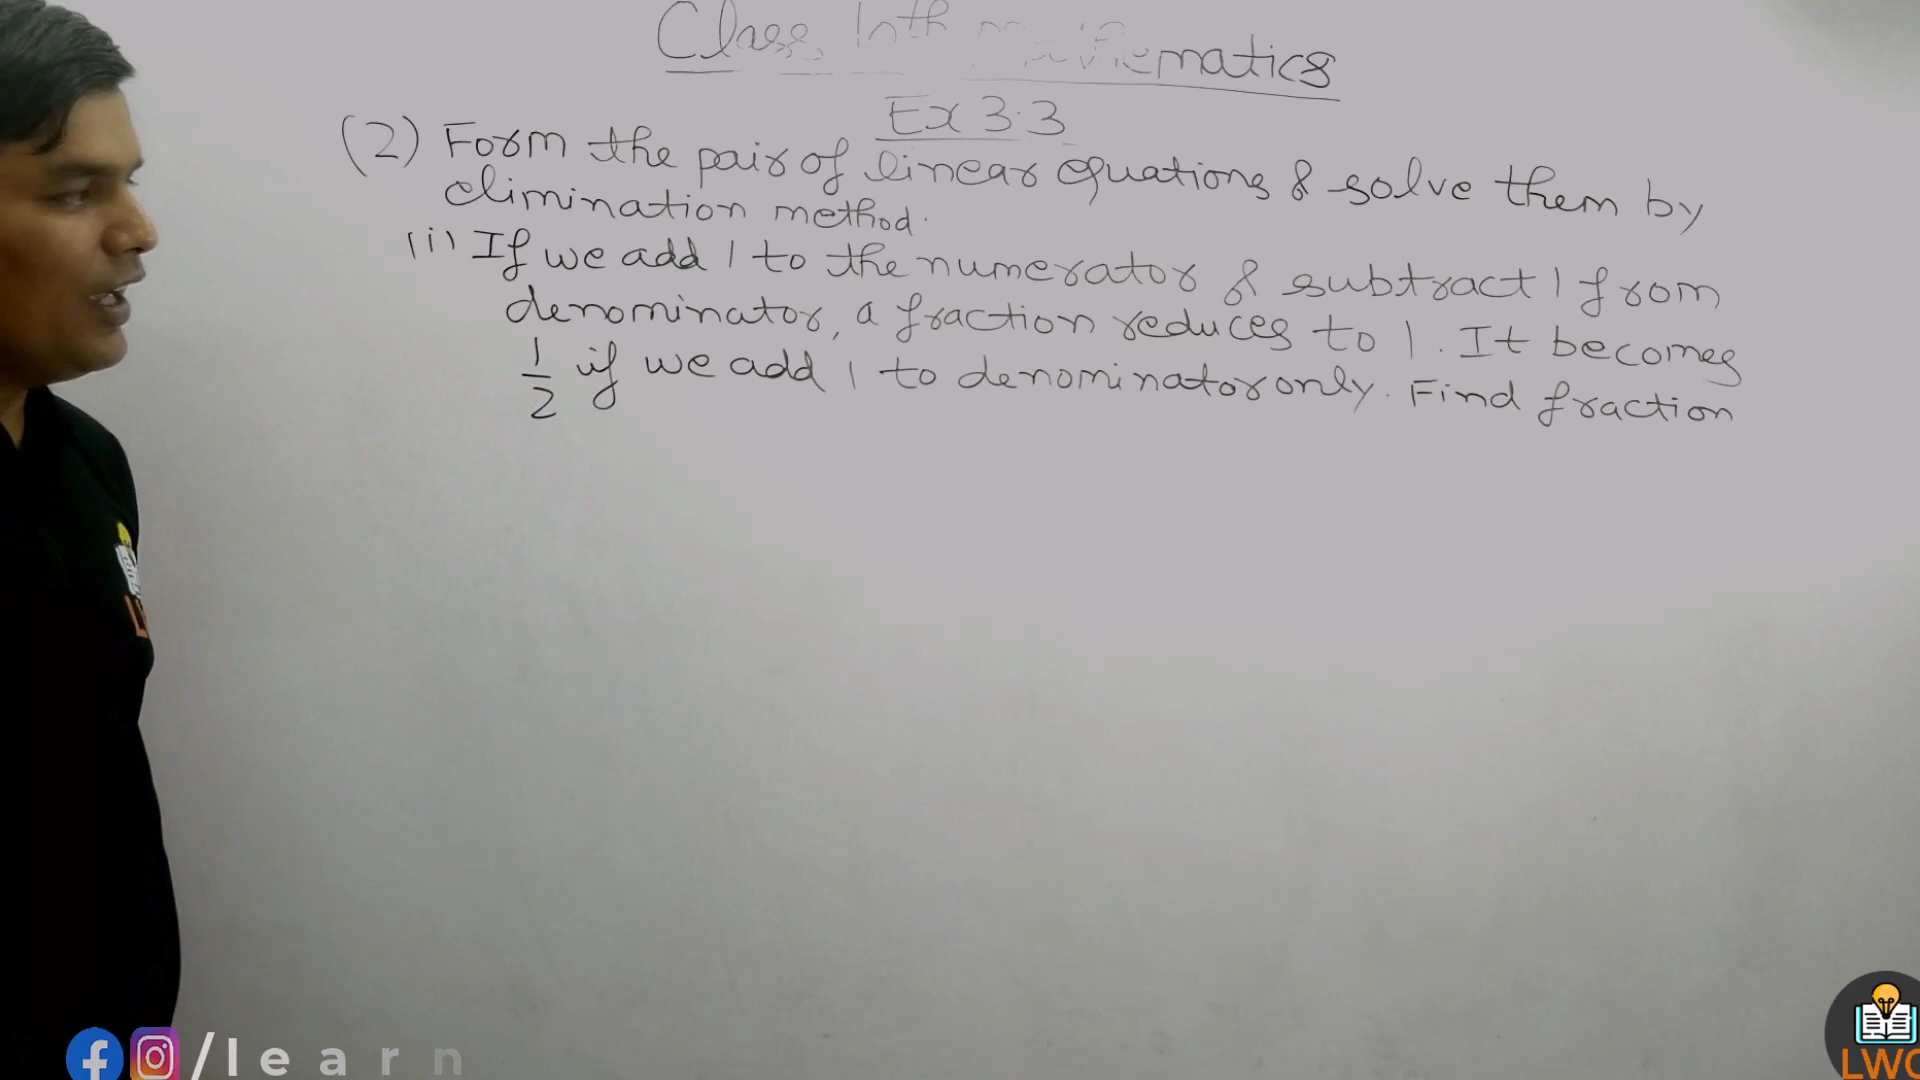 Class 10th mathematics
Ex 3.3
(2) Form the pair of linear equations & solve them by
elimination method.
(i) If we add 1 to the numerator & subtract 1 from
denominator, a fraction reduces to 1. It becomes
1/2 if we add 1 to denominator only. Find fraction
/learn
LWC